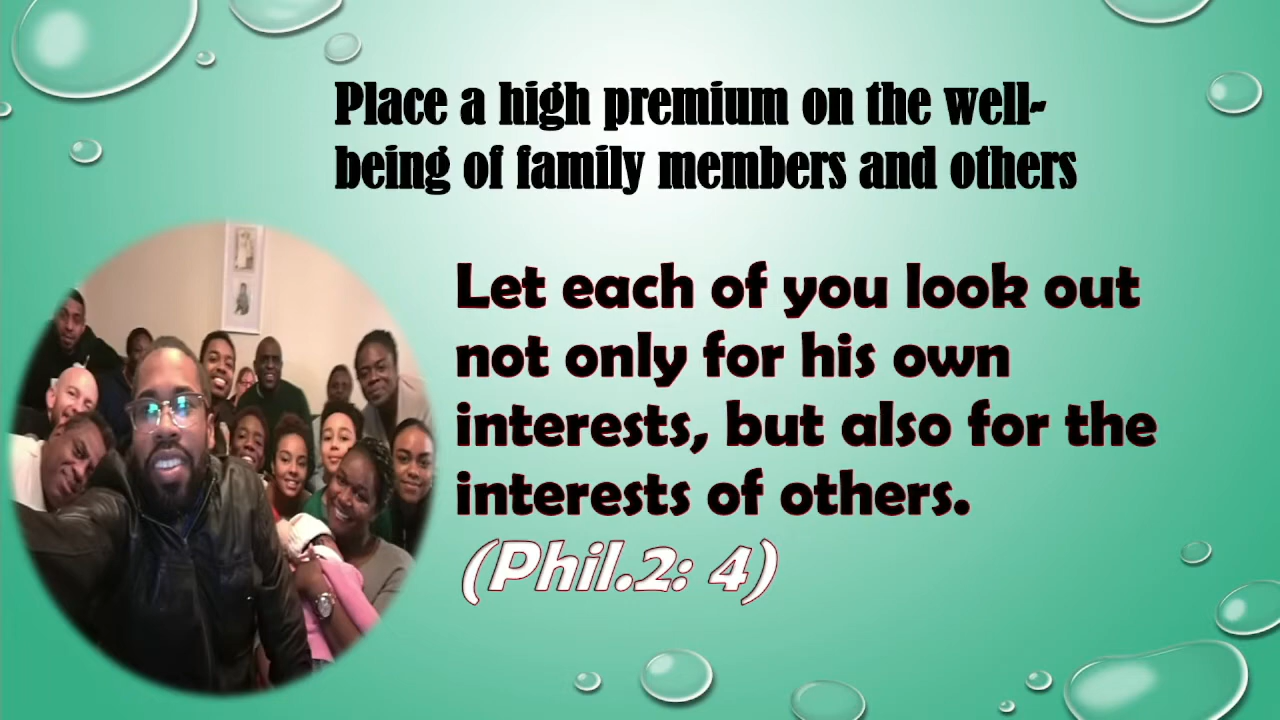 Place a high premium on the well-
being of family members and others
Let each of you look out
not only for his own
interests, but also for the
interests of others.
(Phil.2: 4)